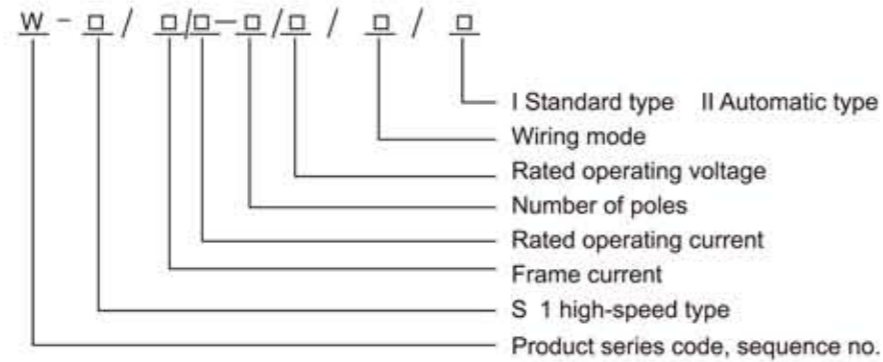 W - □ / □/□-□/□ / □ / □
I Standard type II Automatic type
Wiring mode
Rated operating voltage
Number of poles
Rated operating current
Frame current
S 1 high-speed type
Product series code, sequence no.